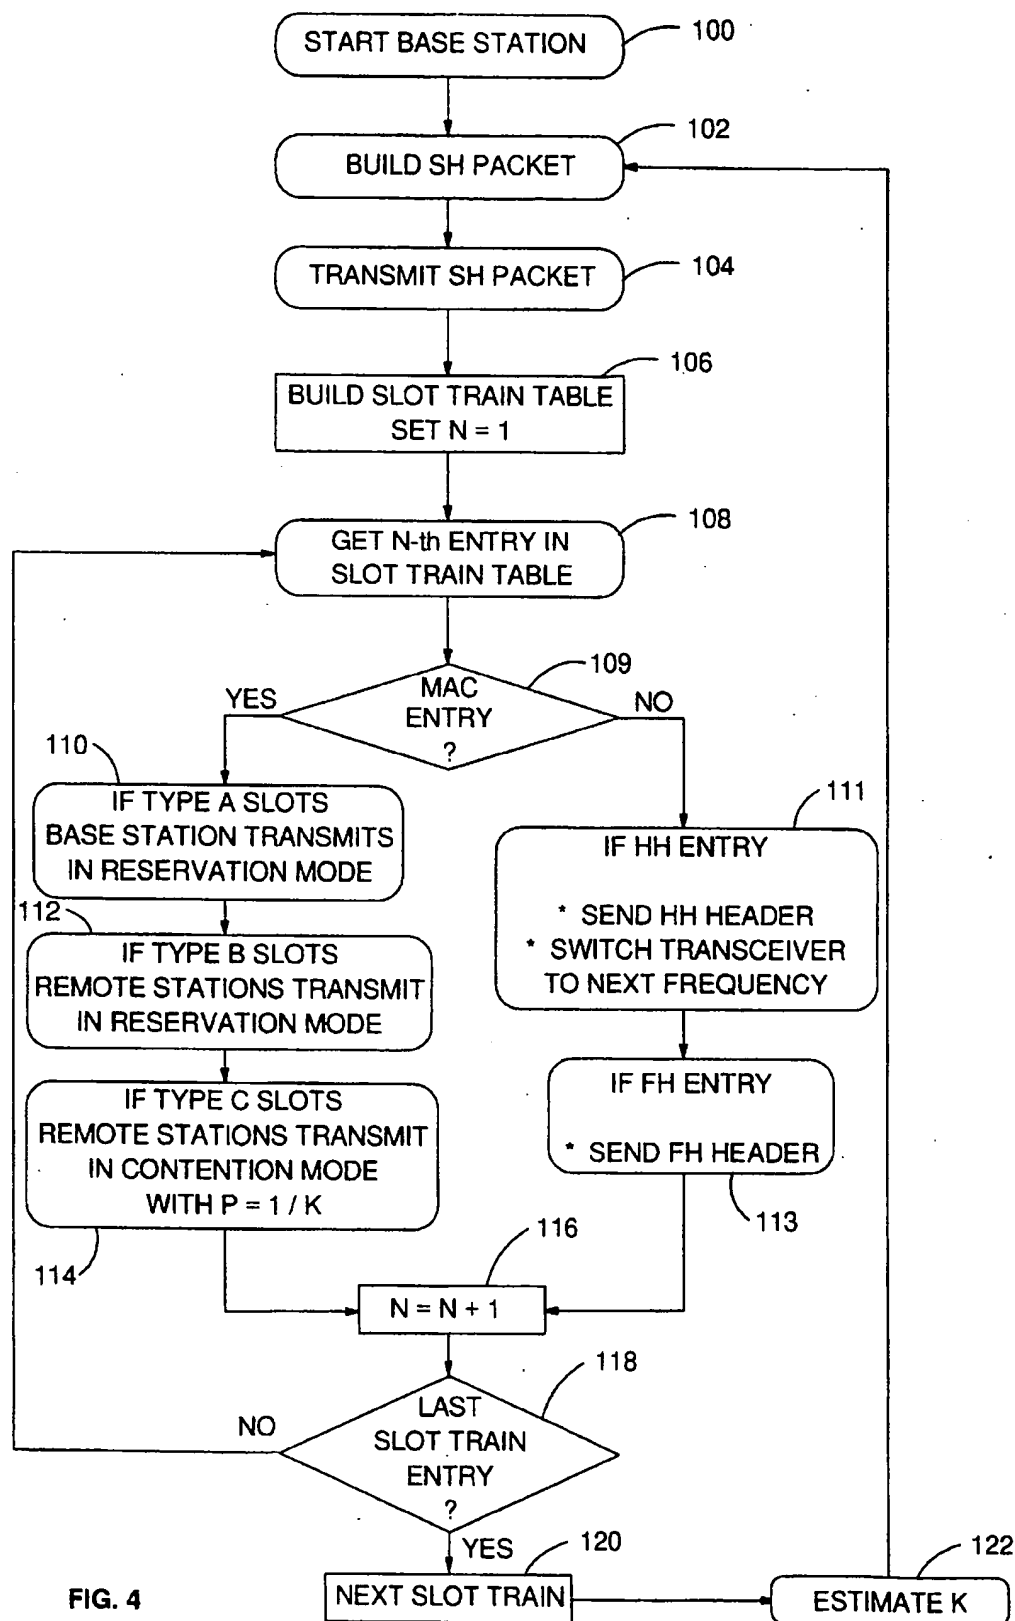 START BASE STATION
100
BUILD SH PACKET
102
TRANSMIT SH PACKET
104
106
BUILD SLOT TRAIN TABLE
SET N = 1
108
GET N-th ENTRY IN
SLOT TRAIN TABLE
109
MAC
ENTRY
?
YES
NO
110
IF TYPE A SLOTS
BASE STATION TRANSMITS
IN RESERVATION MODE
111
IF HH ENTRY
* SEND HH HEADER
* SWITCH TRANSCEIVER
TO NEXT FREQUENCY
112
IF TYPE B SLOTS
REMOTE STATIONS TRANSMIT
IN RESERVATION MODE
IF FH ENTRY
* SEND FH HEADER
113
IF TYPE C SLOTS
REMOTE STATIONS TRANSMIT
IN CONTENTION MODE
WITH P = 1 / K
114
116
N = N + 1
118
LAST
SLOT TRAIN
ENTRY
?
NO
YES
120
NEXT SLOT TRAIN
122
ESTIMATE K
FIG. 4